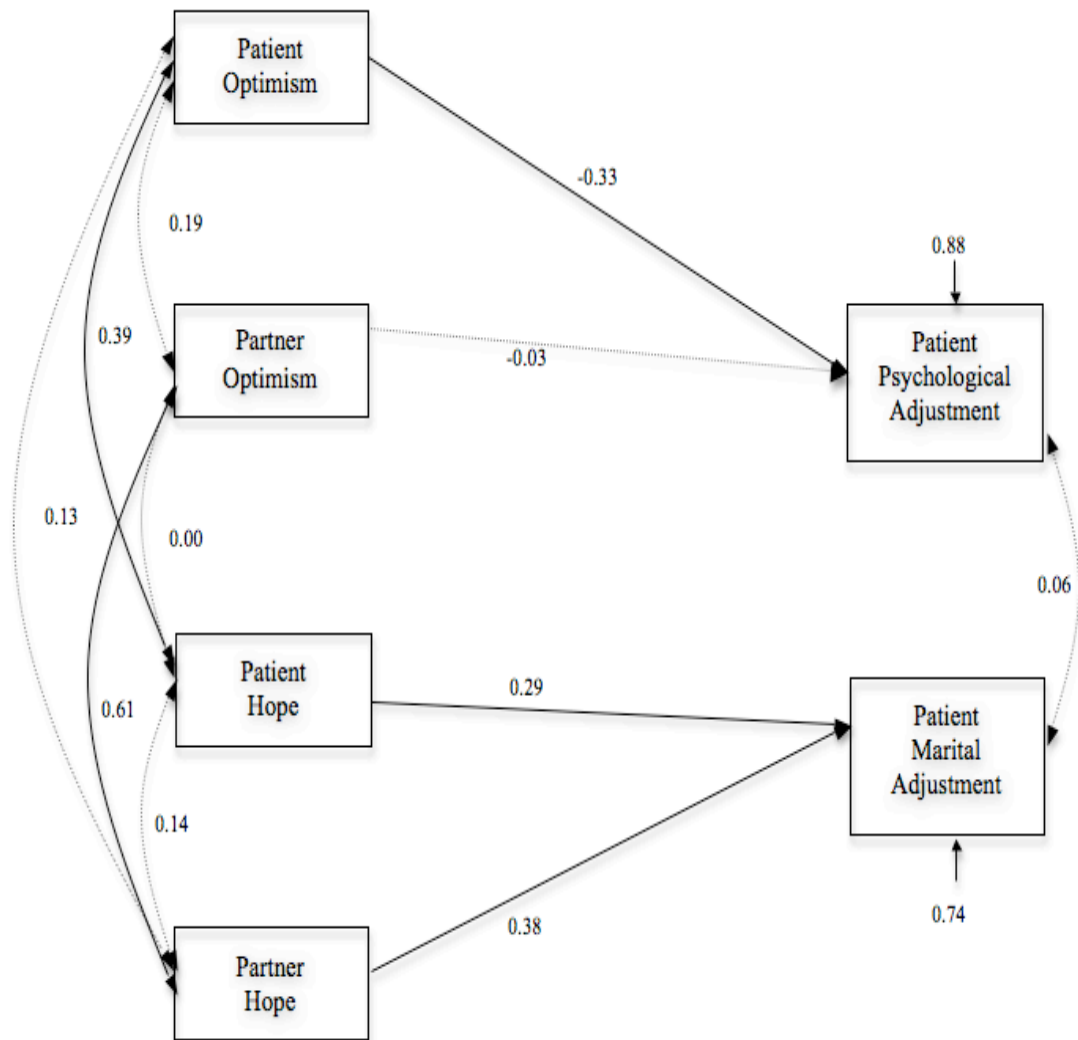 Patient
Optimism
-0.33
0.19
0.88
0.39
Partner
Optimism
-0.03
Patient
Psychological
Adjustment
0.13
0.00
0.06
Patient
Hope
0.29
0.61
Patient
Marital
Adjustment
0.14
0.38
0.74
Partner
Hope